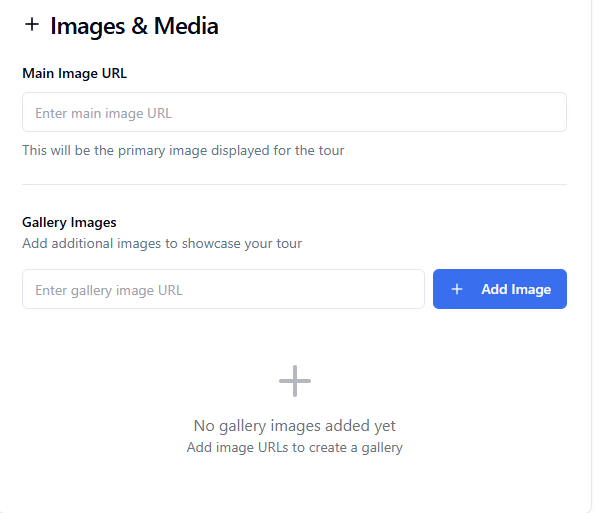 Images & Media
Main Image URL
Enter main image URL
This will be the primary image displayed for the tour
Gallery Images
Add additional images to showcase your tour
Enter gallery image URL
Add Image
No gallery images added yet
Add image URLs to create a gallery